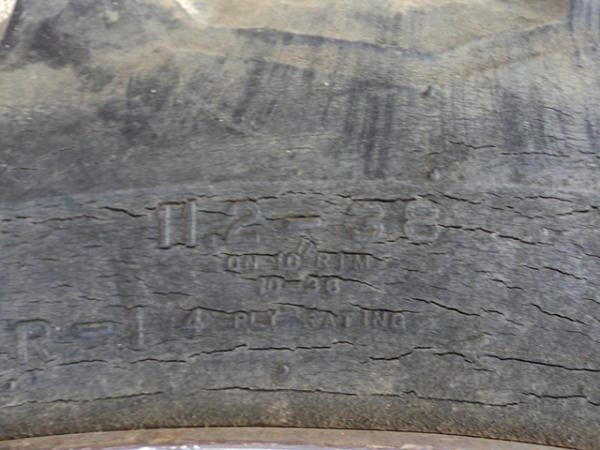 11.2-38
ON 10" RIM
10-38
R-1 4 PLY RATING